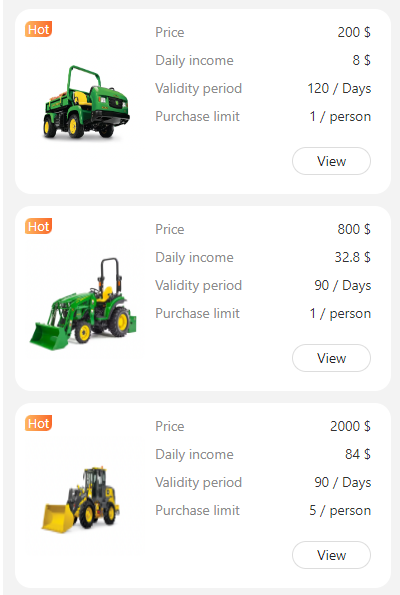 Hot
Price 200 $
Daily income 8 $
Validity period 120 / Days
Purchase limit 1 / person
View
Hot
Price 800 $
Daily income 32.8 $
Validity period 90 / Days
Purchase limit 1 / person
View
Hot
Price 2000 $
Daily income 84 $
Validity period 90 / Days
Purchase limit 5 / person
View